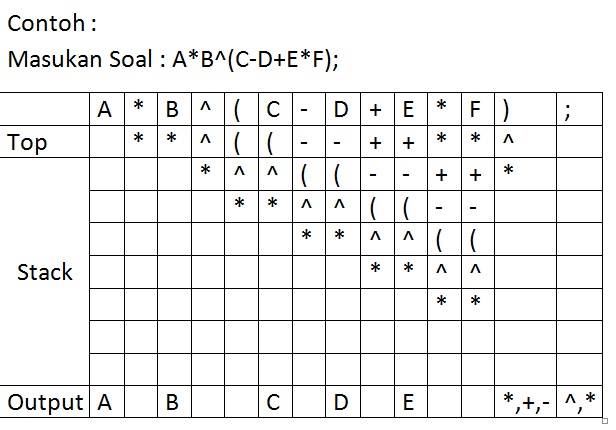 Contoh :
Masukan Soal : A*B^(C-D+E*F);
A * B ^ ( C - D + E * F ) ;
Top * * ^ ( ( - - + + * * ^
* ^ ^ ( ( - - + + *
* * ^ ^ ( ( - -
* * ^ ^ ( (
Stack * * ^ ^
* *
Output A B C D E *,+,- ^,*